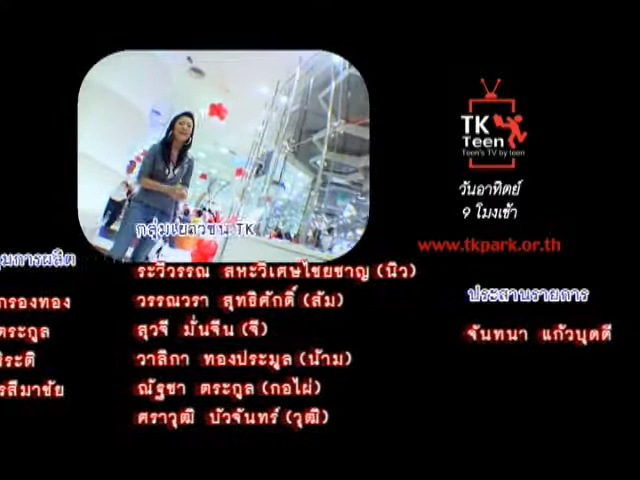 TK
Teen
Teen's TV by teen
วันอาทิตย์
9 โมงเช้า
www.tkpark.or.th
กลุ่มเยาวชน TK
ระวิวรรณ สหะวิเศษไชยชาญ (นิว)
วรรณวรา สุทธิศักดิ์ (ส้ม)
สุวจี มั่นจีน (จี)
วาลิกา ทองประมูล (น้าม)
ณัฐชา ตระกูล (กอไผ่)
ศราวุฒิ บัวจันทร์ (วุฒิ)
ประสานรายการ
จันทนา แก้วบุตดี
กรองทอง
ตระกูล